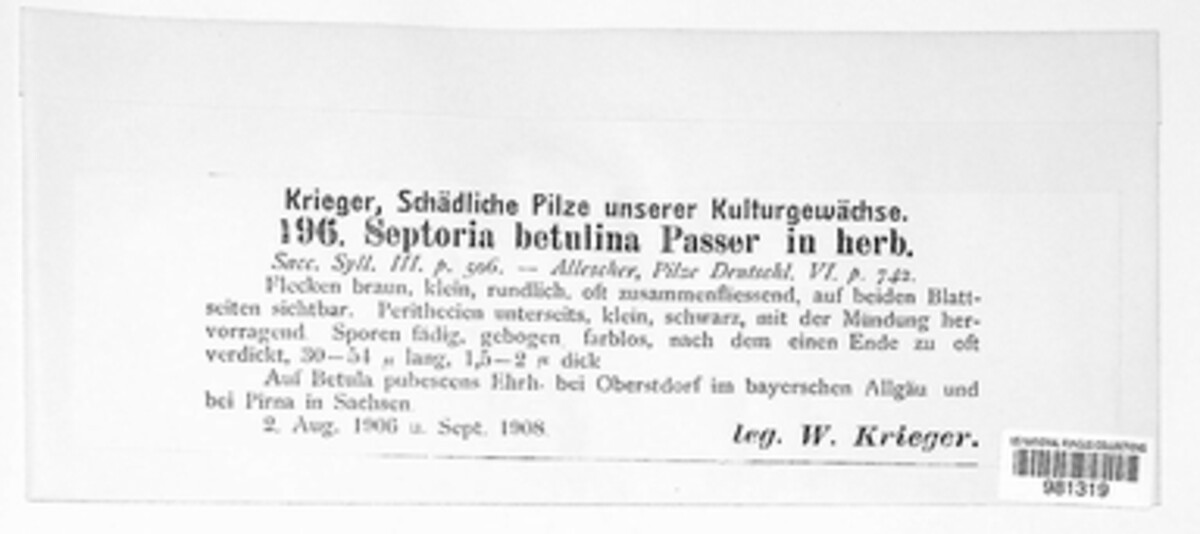 Krieger, Schädliche Pilze unserer Kulturgewächse.
196. Septoria betulina Passer in herb.
Sacc. Syll. III. p. 506. — Allescher, Pilze Deutschl. VI. p. 742.
Flecken braun, klein, rundlich, oft zusammenfliessend, auf beiden Blatt-
seiten sichtbar. Perithecien unterseits, klein, schwarz, mit der Mündung her-
vorragend. Sporen fädig, gebogen, farblos, nach dem einen Ende zu oft
verdickt, 30—54 µ lang, 1,5—2 µ dick
Auf Betula pubescens Ehrh. bei Oberstdorf im bayerschen Allgäu und
bei Pirna in Sachsen.
2. Aug. 1906 u. Sept. 1908.
leg. W. Krieger.
US NATIONAL FUNGUS COLLECTIONS
981319